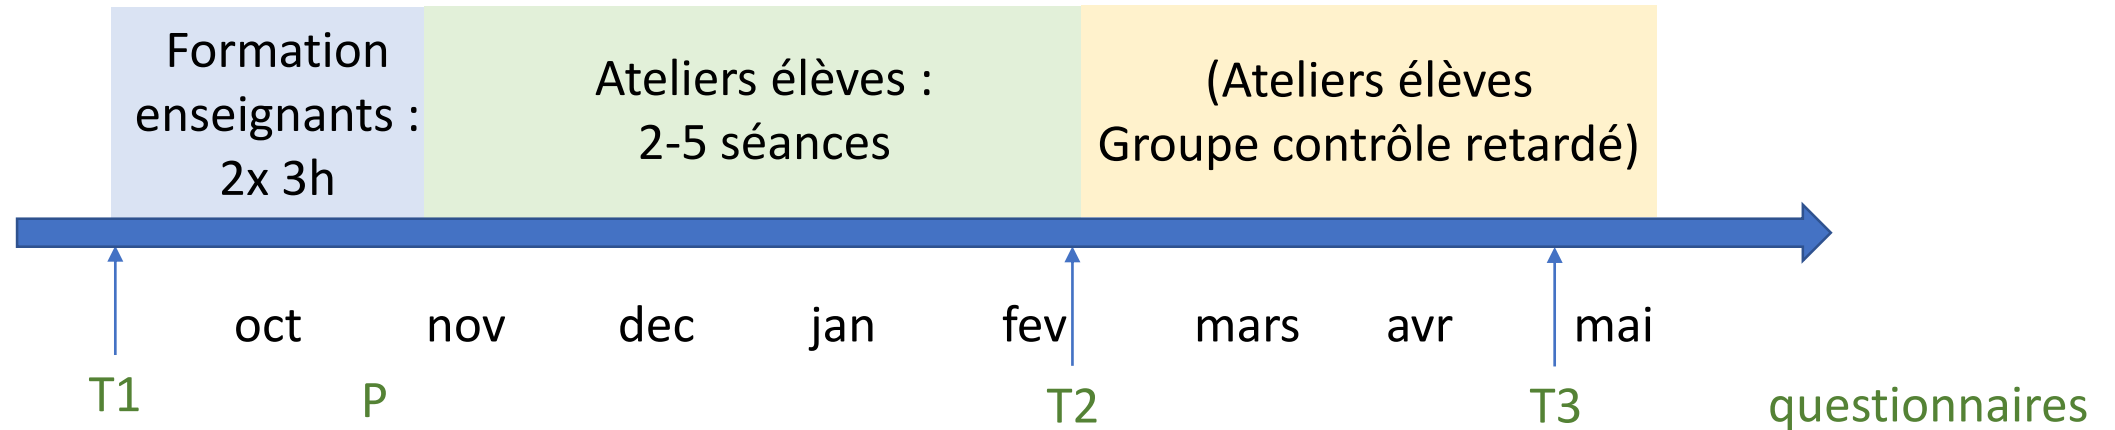 Formation
enseignants :
2x 3h
Ateliers élèves :
2-5 séances
(Ateliers élèves
Groupe contrôle retardé)
oct nov dec jan fev mars avr mai
T1 P T2 T3 questionnaires